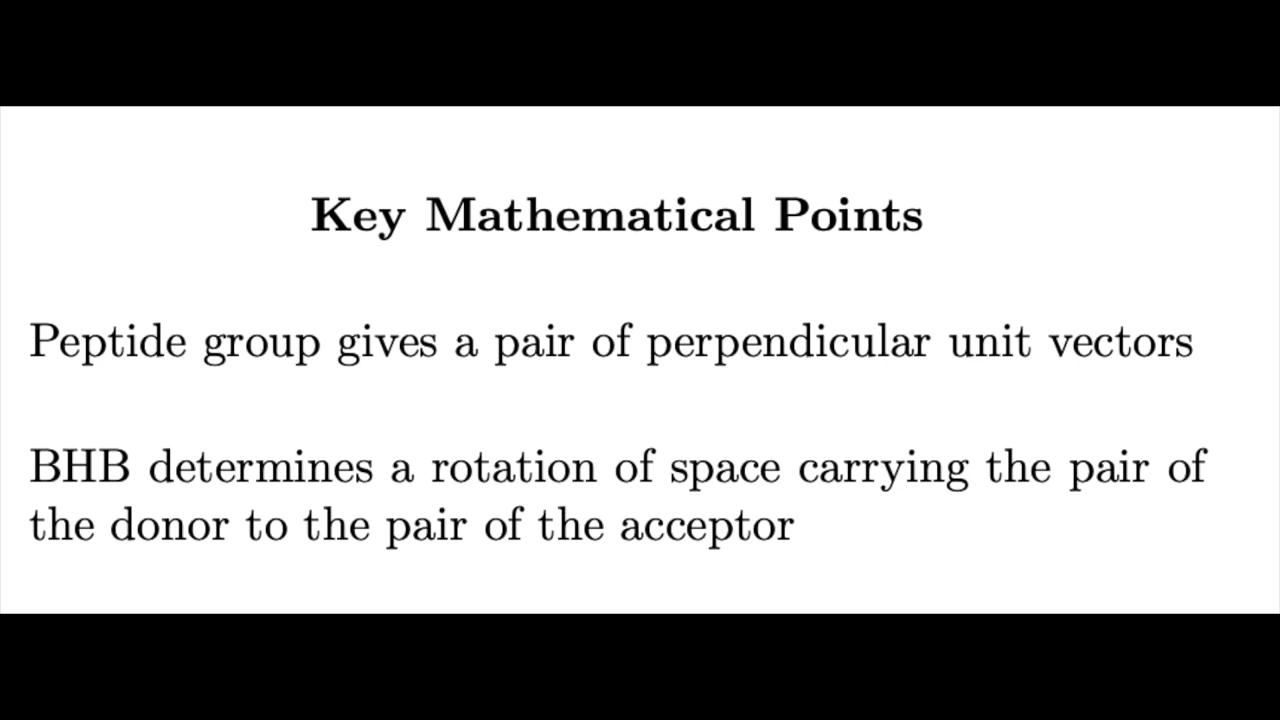 Key Mathematical Points
Peptide group gives a pair of perpendicular unit vectors
BHB determines a rotation of space carrying the pair of
the donor to the pair of the acceptor